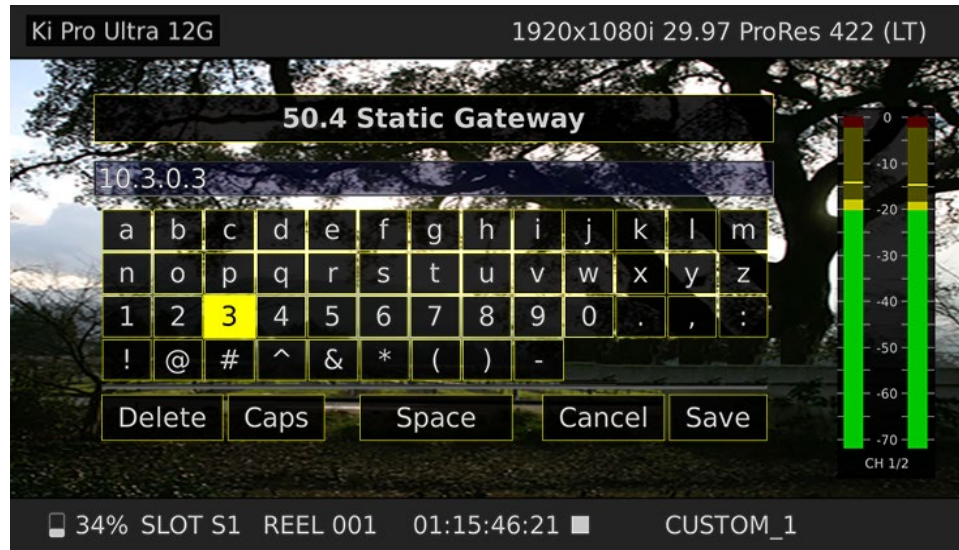 Ki Pro Ultra 12G 1920x1080i 29.97 ProRes 422 (LT)
50.4 Static Gateway
10.3.0.3
a b c d e f g h i j k l m
n o p q r s t u v w x y z
1 2 3 4 5 6 7 8 9 0 . , :
! @ # ^ & * ( ) -
Delete Caps Space Cancel Save
0
-10
-20
-30
-40
-50
-60
-70
CH 1/2
34% SLOT S1 REEL 001 01:15:46:21 CUSTOM_1